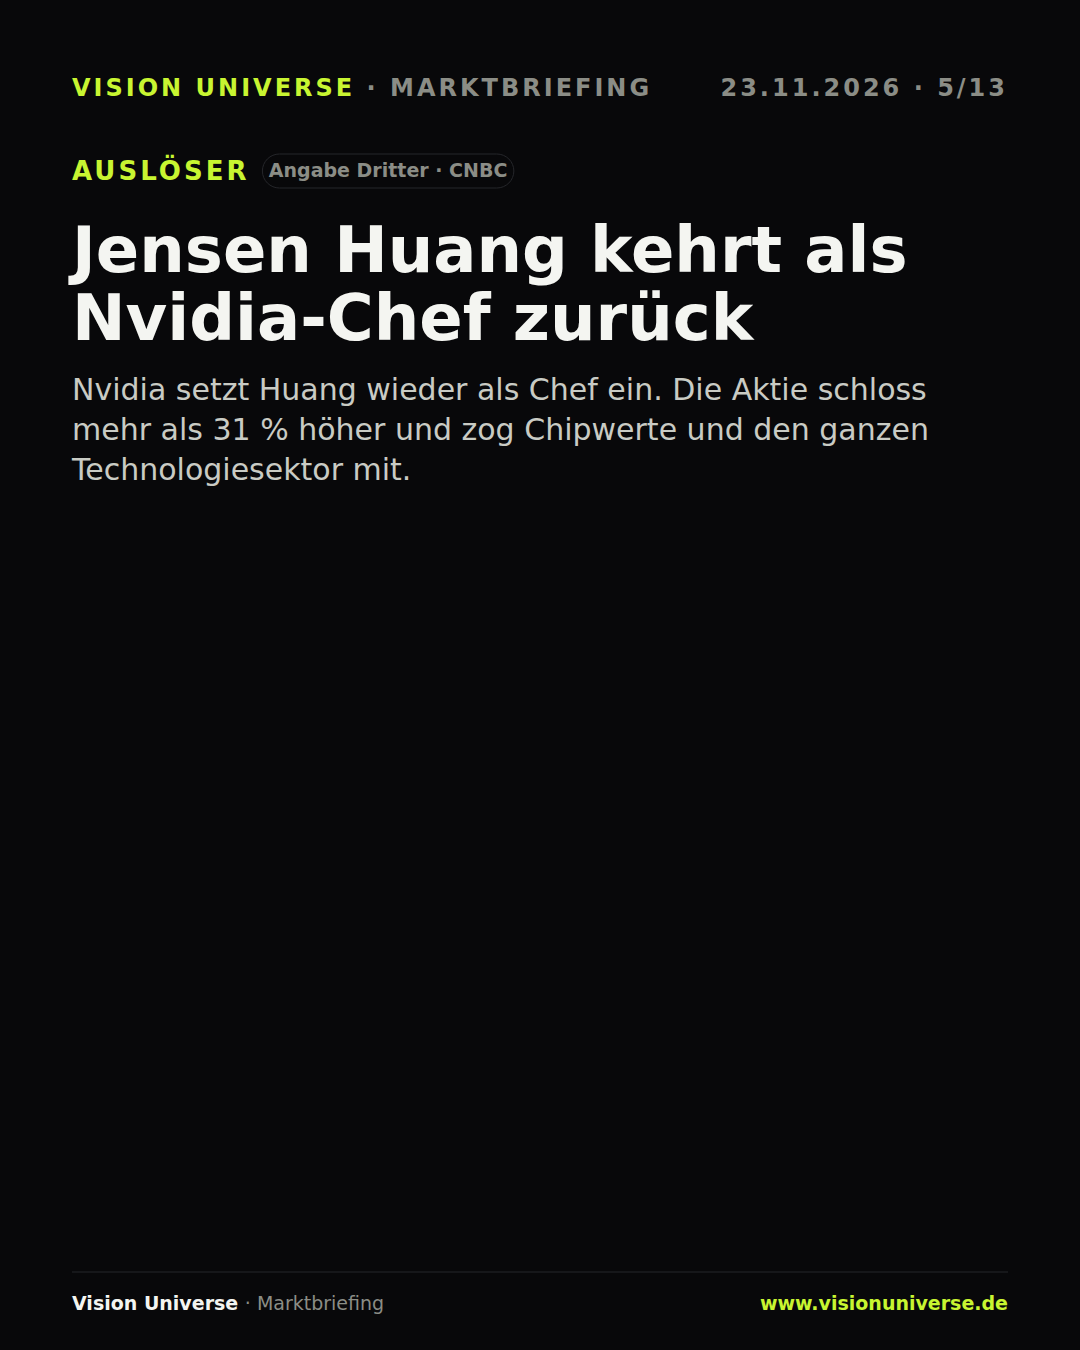 VISION UNIVERSE · MARKTBRIEFING 23.11.2026 · 5/13
AUSLÖSER Angabe Dritter · CNBC
Jensen Huang kehrt als
Nvidia-Chef zurück
Nvidia setzt Huang wieder als Chef ein. Die Aktie schloss
mehr als 31 % höher und zog Chipwerte und den ganzen
Technologiesektor mit.
Vision Universe · Marktbriefing www.visionuniverse.de